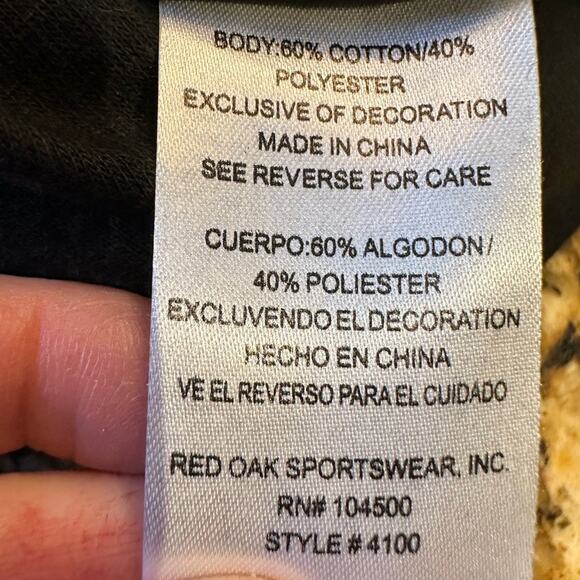 BODY:60% COTTON/40%
POLYESTER
EXCLUSIVE OF DECORATION
MADE IN CHINA
SEE REVERSE FOR CARE
CUERPO:60% ALGODON/
40% POLIESTER
EXCLUVENDO EL DECORATION
HECHO EN CHINA
VE EL REVERSO PARA EL CUIDADO
RED OAK SPORTSWEAR, INC.
RN# 104500
STYLE # 4100